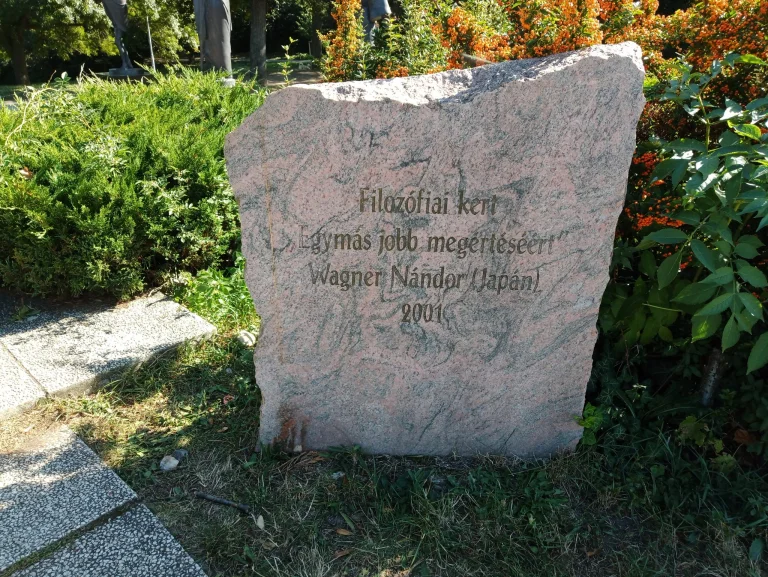 Filozófiai kert
„Egymás jobb megértéséért"
Wagner Nándor (Japán)
2001